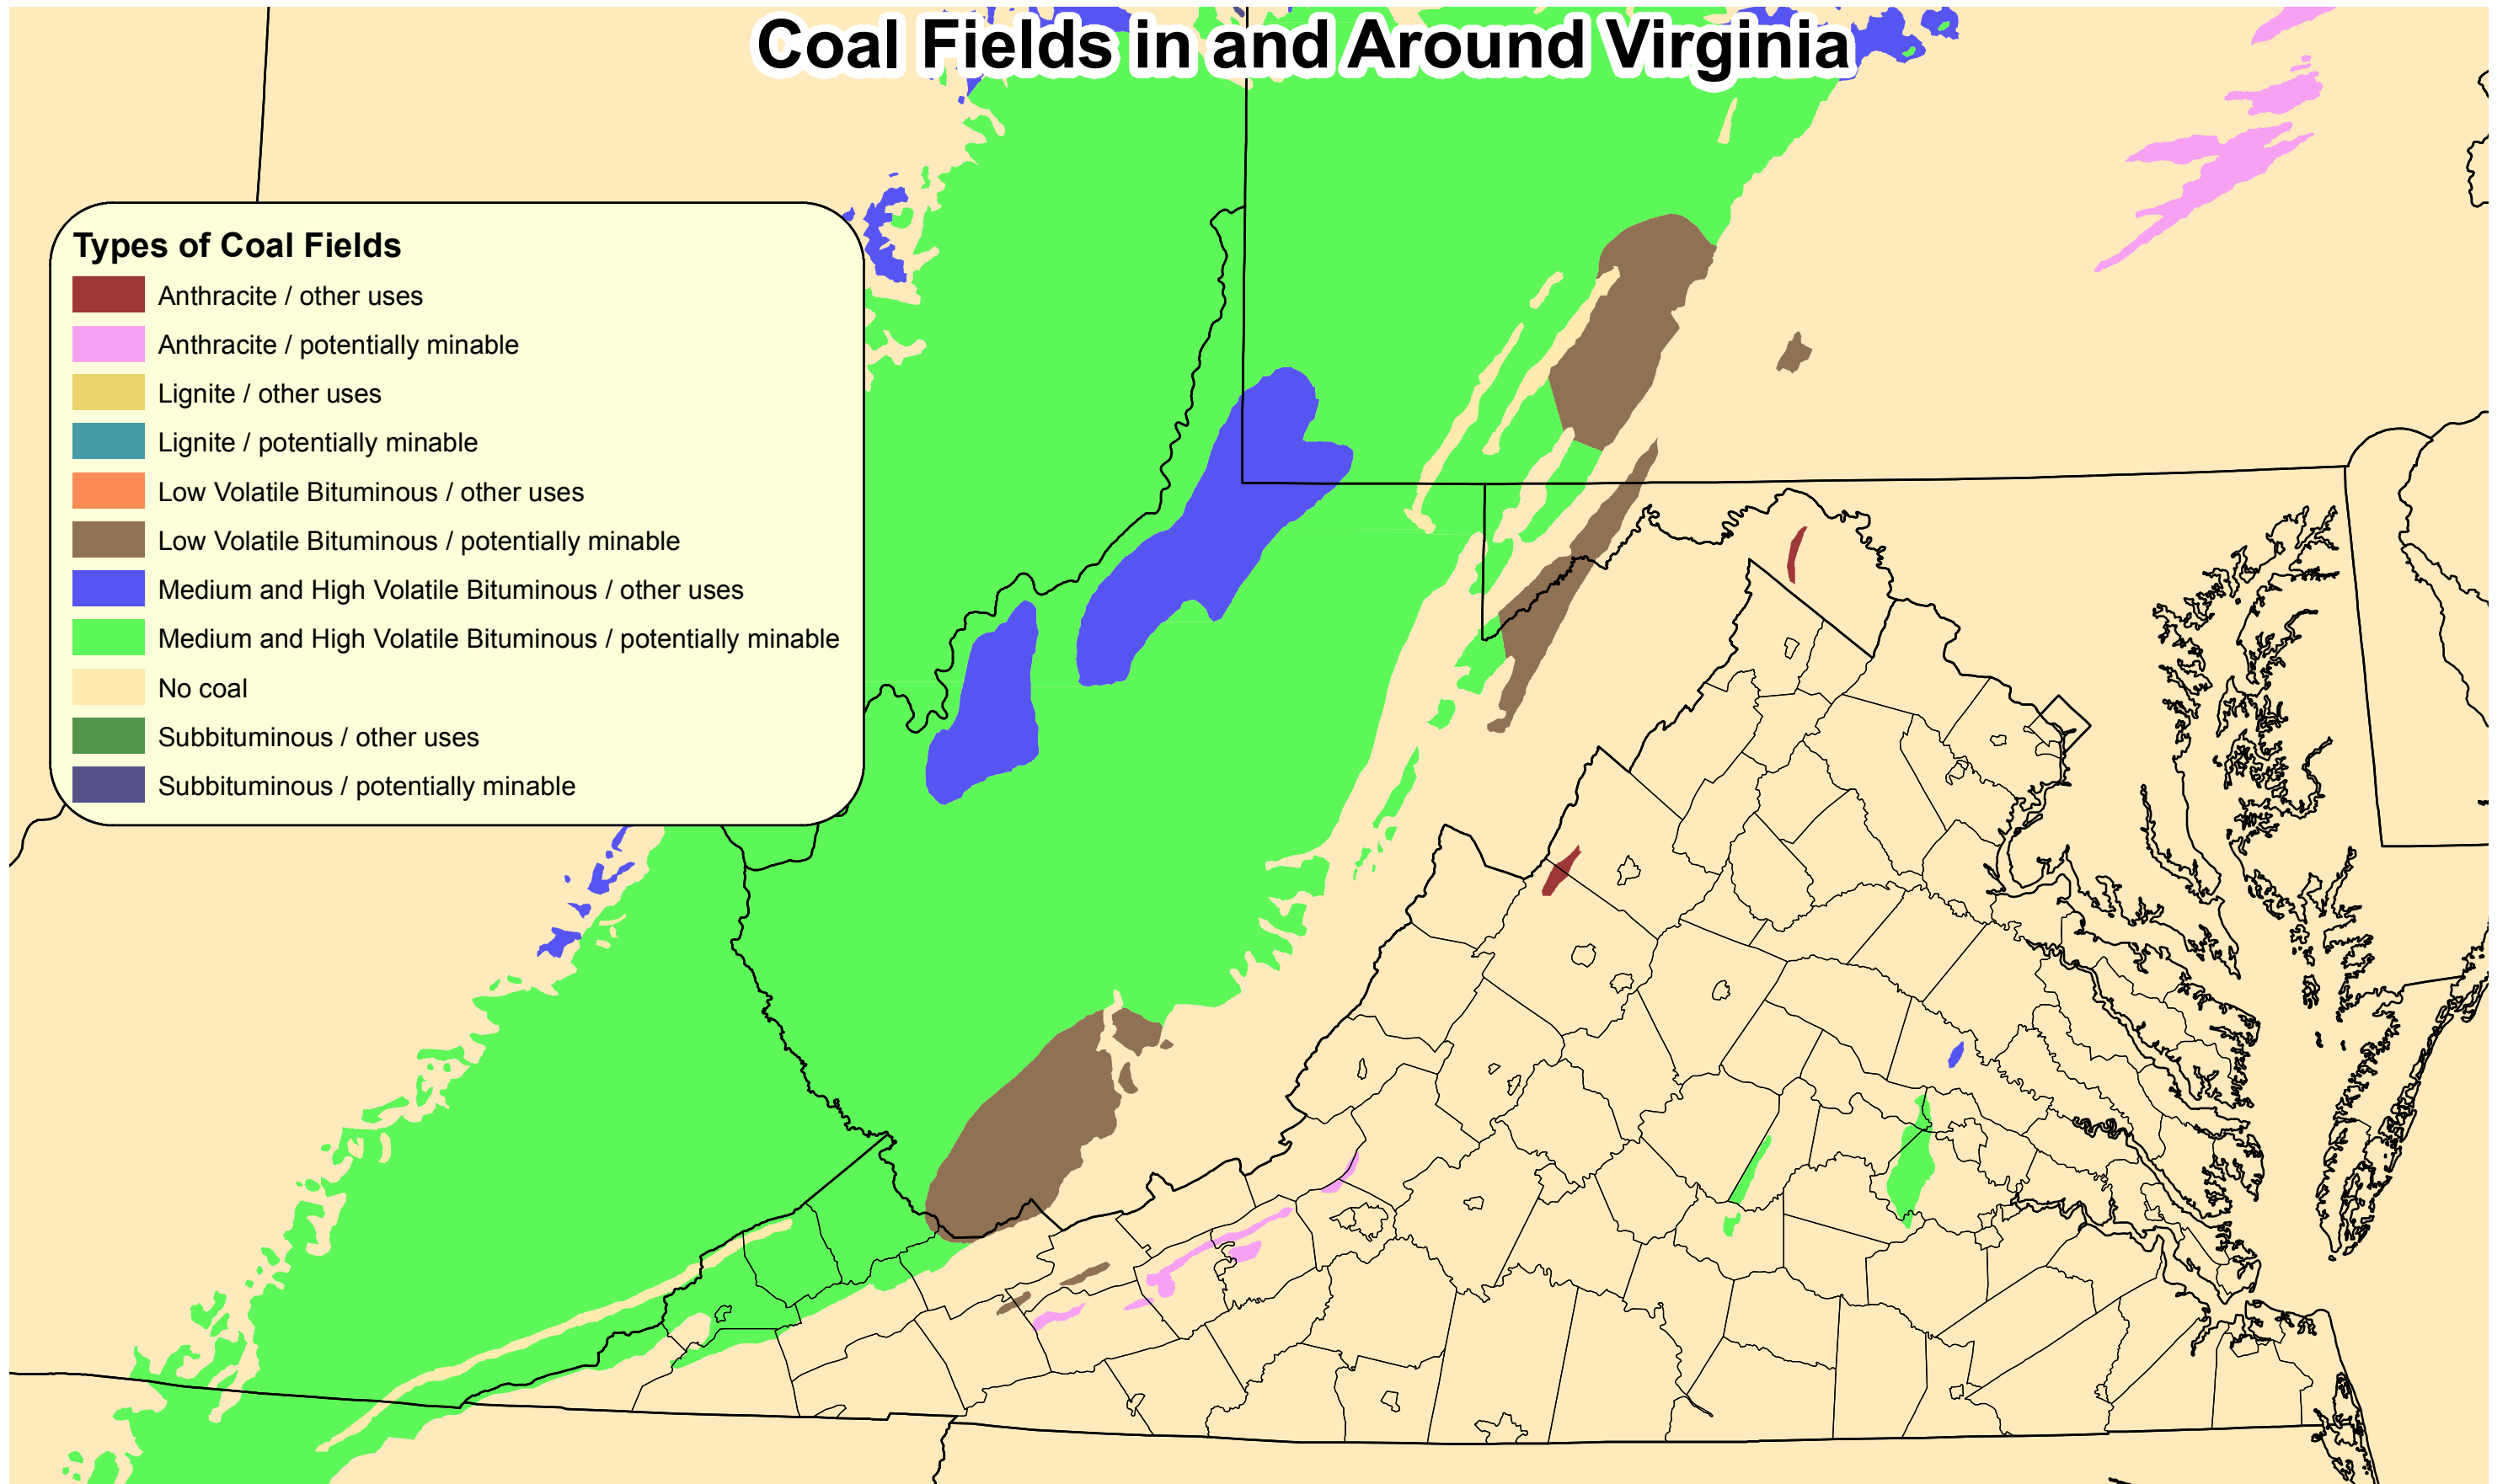 Coal Fields in and Around Virginia
Types of Coal Fields
Anthracite / other uses
Anthracite / potentially minable
Lignite / other uses
Lignite / potentially minable
Low Volatile Bituminous / other uses
Low Volatile Bituminous / potentially minable
Medium and High Volatile Bituminous / other uses
Medium and High Volatile Bituminous / potentially minable
No coal
Subbituminous / other uses
Subbituminous / potentially minable